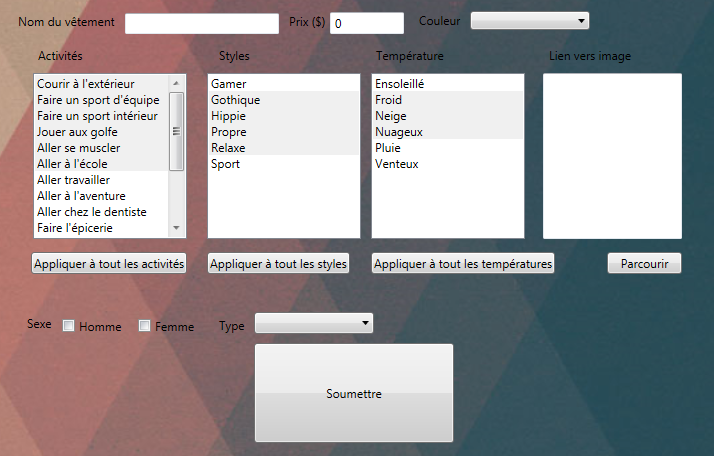 Nom du vêtement
Prix ($) 0
Couleur
Activités
Styles
Température
Lien vers image
Courir à l'extérieur
Faire un sport d'équipe
Faire un sport intérieur
Jouer aux golfe
Aller se muscler
Aller à l'école
Aller travailler
Aller à l'aventure
Aller chez le dentiste
Faire l'épicerie
Gamer
Gothique
Hippie
Propre
Relaxe
Sport
Ensoleillé
Froid
Neige
Nuageux
Pluie
Venteux
Appliquer à tout les activités
Appliquer à tout les styles
Appliquer à tout les températures
Parcourir
Sexe
Homme
Femme
Type
Soumettre